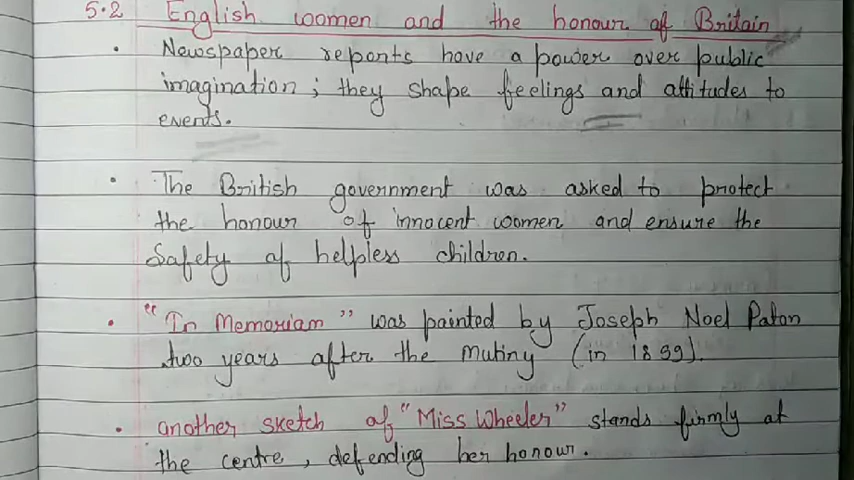 5.2 English women and the honour of Britain
• Newspaper reports have a power over public
imagination; they shape feelings and attitudes to
events.
• The British government was asked to protect
the honour of innocent women and ensure the
Safety of helpless children.
• "In Memoriam" was painted by Joseph Noel Paton
two years after the mutiny (in 1899).
• another sketch of "Miss Wheeler" stands firmly at
the centre, defending her honour.